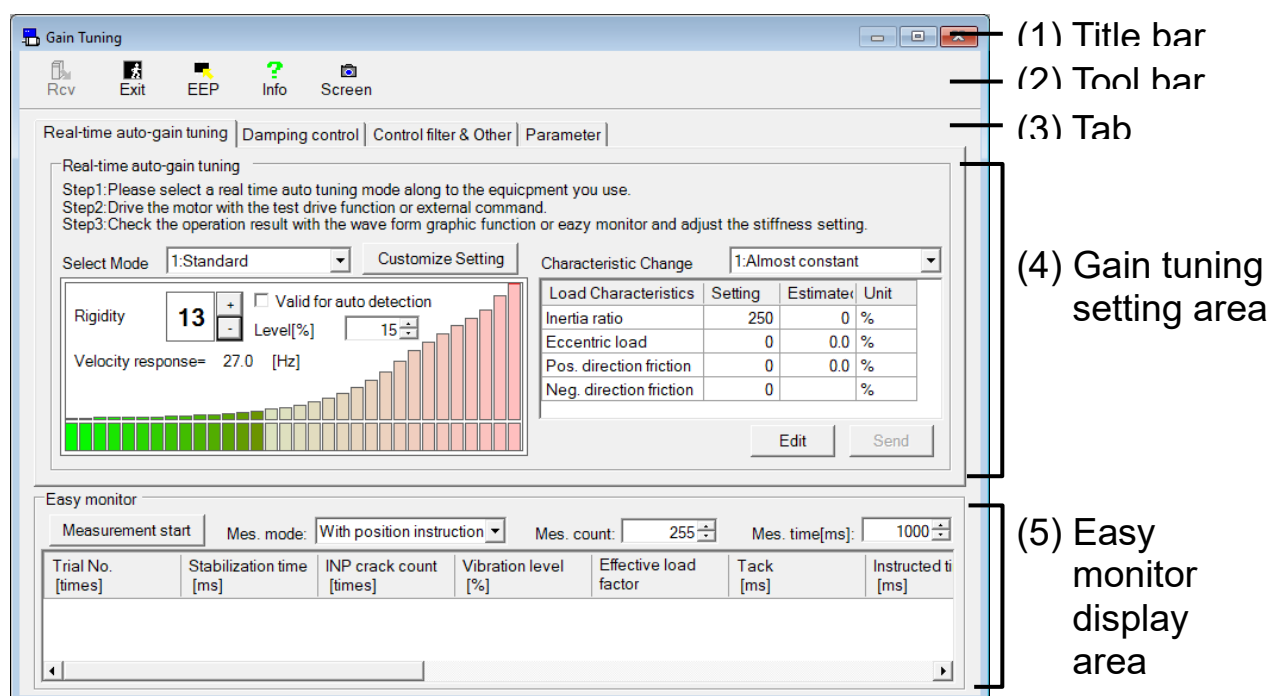 Gain Tuning
(1) Title bar
Rcv Exit EEP Info Screen
(2) Tool bar
Real-time auto-gain tuning Damping control Control filter & Other Parameter
(3) Tab
Real-time auto-gain tuning
Step1:Please select a real time auto tuning mode along to the equicpment you use.
Step2:Drive the motor with the test drive function or external command.
Step3:Check the operation result with the wave form graphic function or eazy monitor and adjust the stiffness setting.
Select Mode 1:Standard Customize Setting Characteristic Change 1:Almost constant
(4) Gain tuning
setting area
Rigidity 13 + - Valid for auto detection
Level[%] 15
Velocity response= 27.0 [Hz]
Load Characteristics Setting Estimated Unit
Inertia ratio 250 0 %
Eccentric load 0 0.0 %
Pos. direction friction 0 0.0 %
Neg. direction friction 0 %
Edit Send
Easy monitor
Measurement start Mes. mode: With position instruction Mes. count: 255 Mes. time[ms]: 1000
(5) Easy
monitor
display
area
Trial No. Stabilization time INP crack count Vibration level Effective load Tack Instructed ti
[times] [ms] [times] [%] factor [ms] [ms]